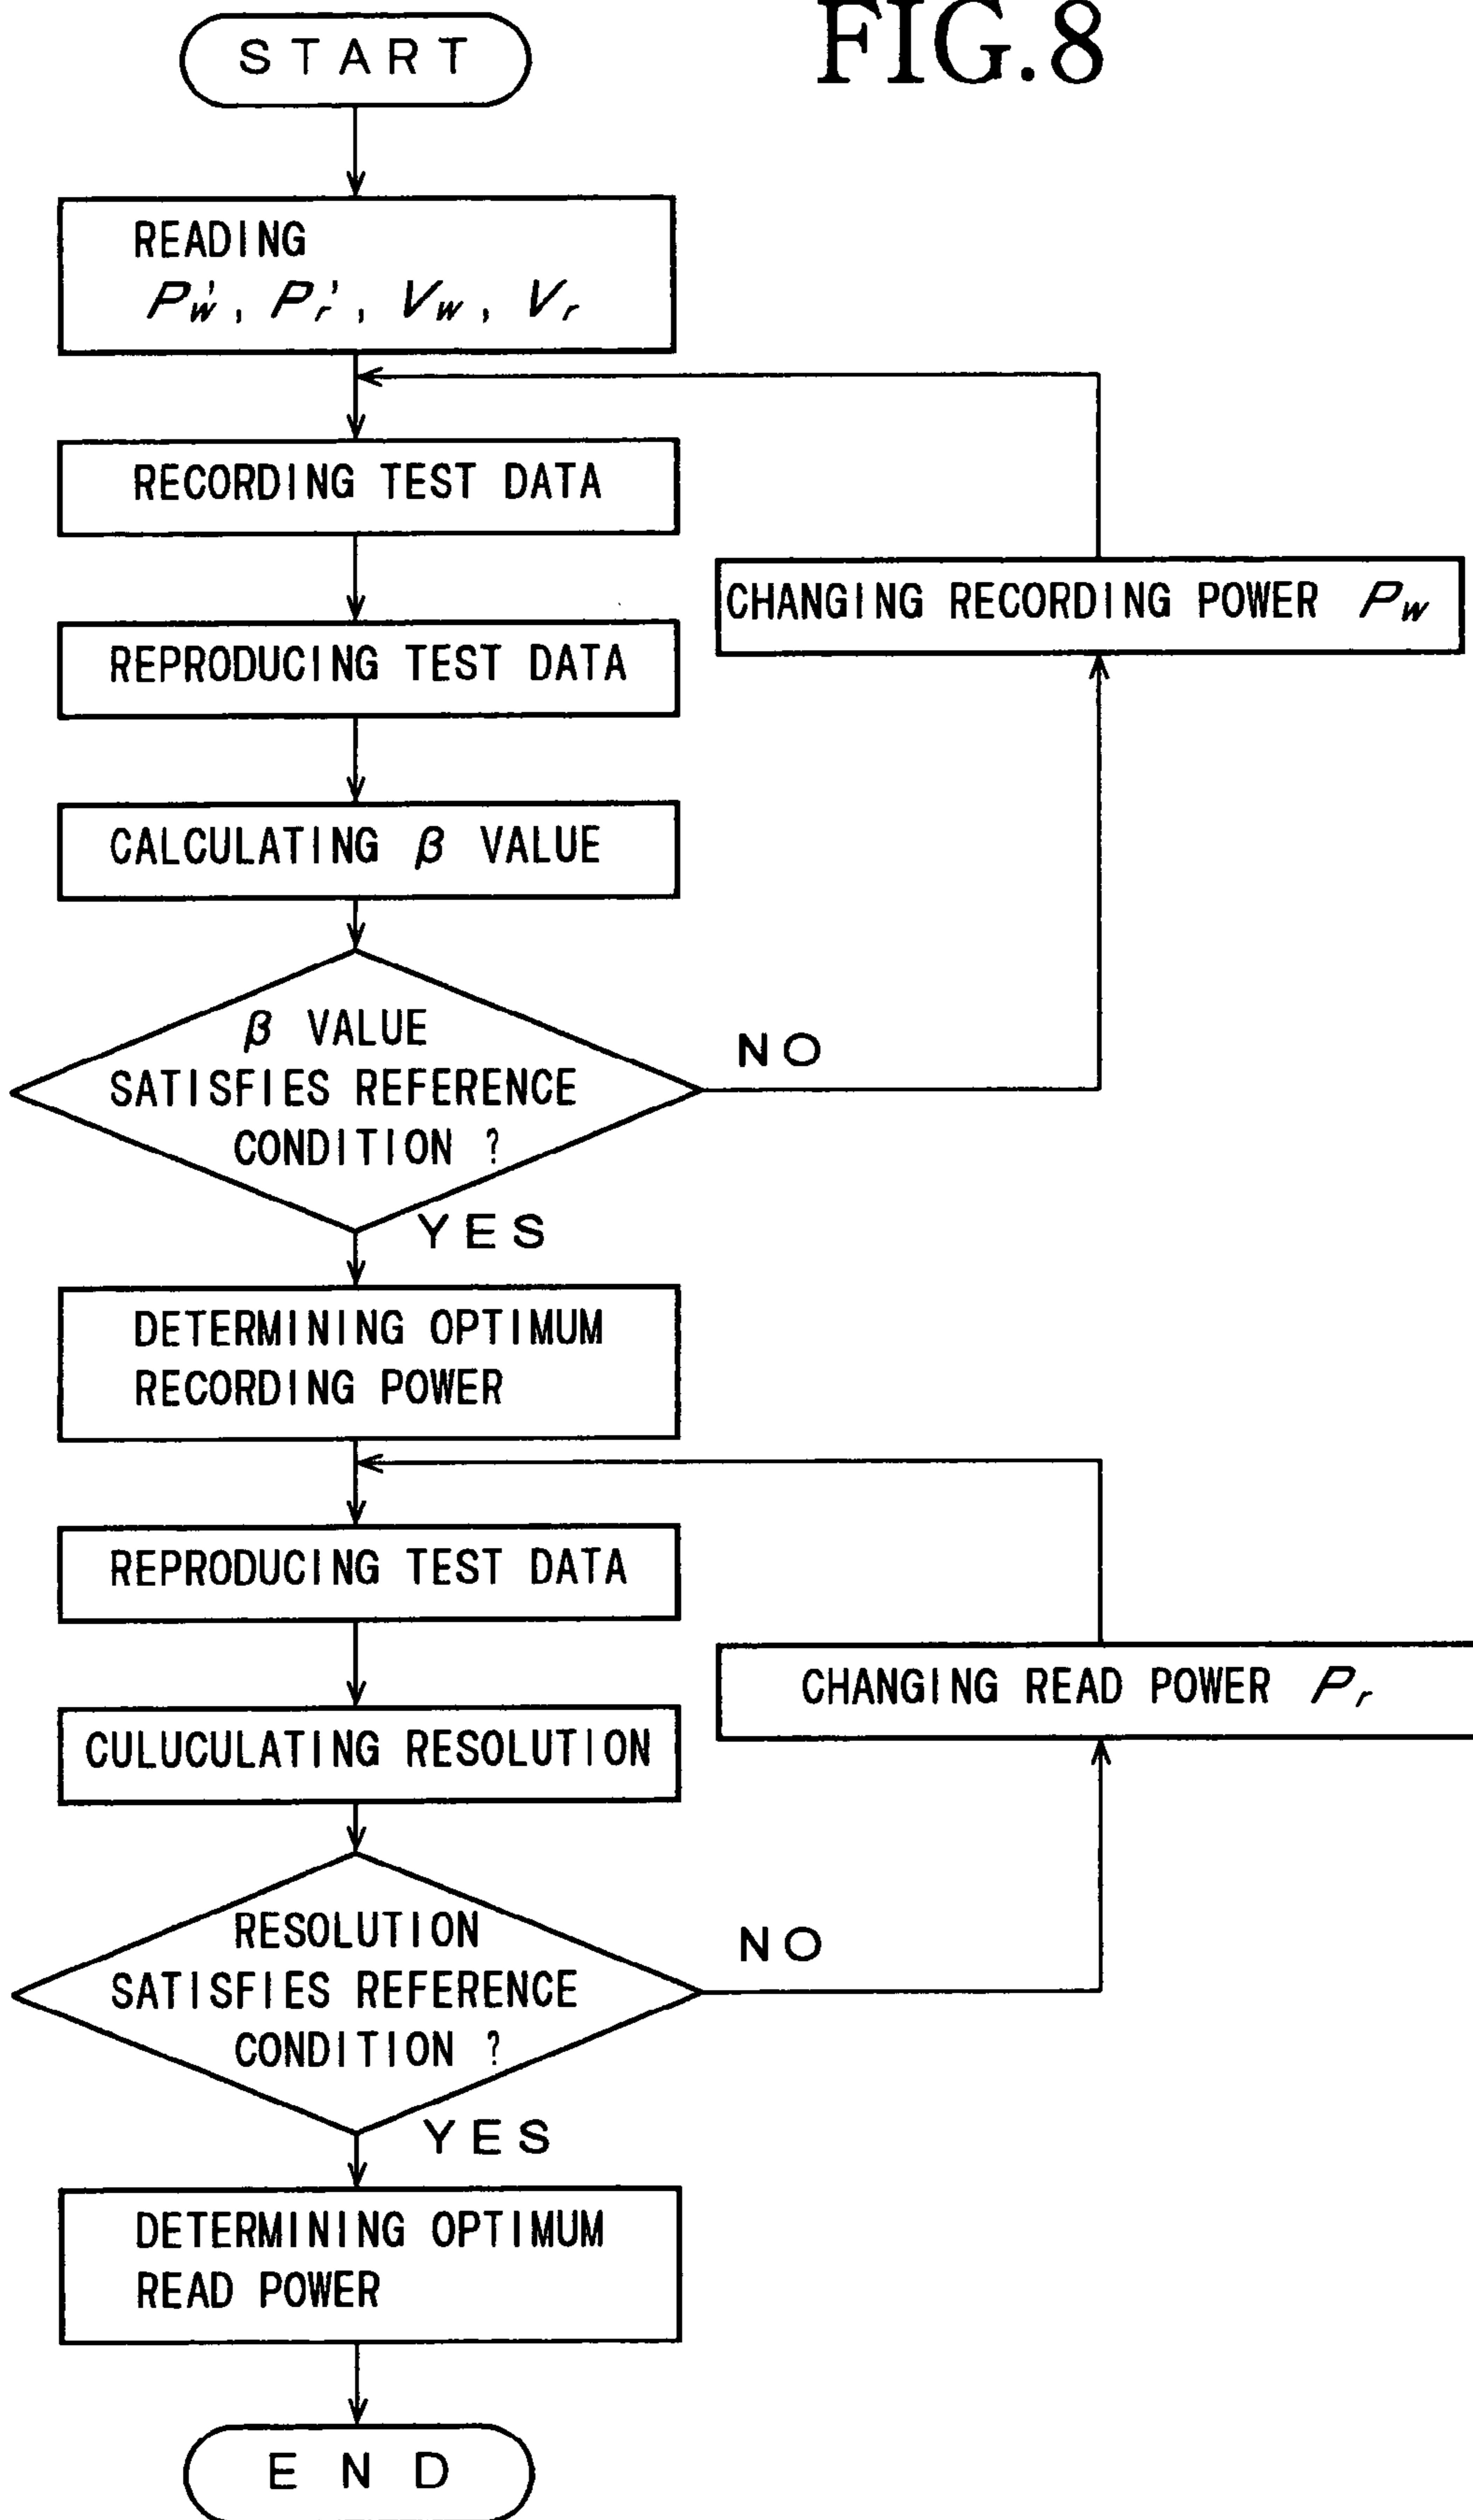 FIG.8
START
READING
Pw', Pr', Vw, Vr
RECORDING TEST DATA
CHANGING RECORDING POWER Pw
REPRODUCING TEST DATA
CALCULATING β VALUE
β VALUE
SATISFIES REFERENCE
CONDITION ?
NO
YES
DETERMINING OPTIMUM
RECORDING POWER
REPRODUCING TEST DATA
CHANGING READ POWER Pr
CULUCULATING RESOLUTION
RESOLUTION
SATISFIES REFERENCE
CONDITION ?
NO
YES
DETERMINING OPTIMUM
READ POWER
END